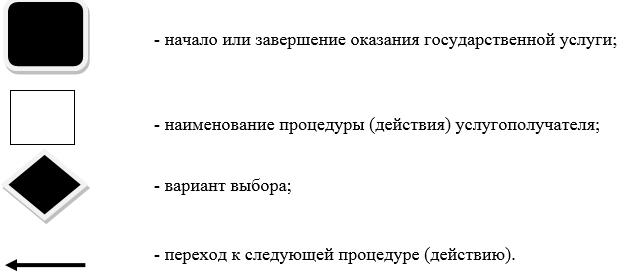 - начало или завершение оказания государственной услуги;
- наименование процедуры (действия) услугополучателя;
- вариант выбора;
- переход к следующей процедуре (действию).